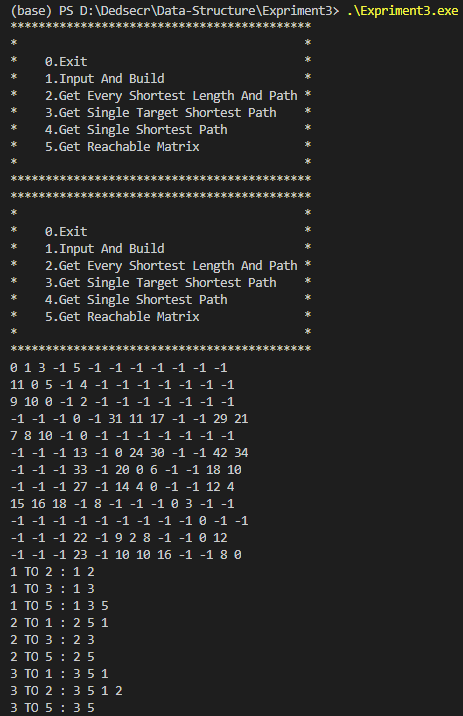 (base) PS D:\Dedsecr\Data-Structure\Expriment3> .\Expriment3.exe
*******************************************
*                                         *
*    0.Exit                               *
*    1.Input And Build                    *
*    2.Get Every Shortest Length And Path *
*    3.Get Single Target Shortest Path    *
*    4.Get Single Shortest Path           *
*    5.Get Reachable Matrix               *
*                                         *
*******************************************
*******************************************
*                                         *
*    0.Exit                               *
*    1.Input And Build                    *
*    2.Get Every Shortest Length And Path *
*    3.Get Single Target Shortest Path    *
*    4.Get Single Shortest Path           *
*    5.Get Reachable Matrix               *
*                                         *
*******************************************
0 1 3 -1 5 -1 -1 -1 -1 -1 -1
11 0 5 -1 4 -1 -1 -1 -1 -1 -1
9 10 0 -1 2 -1 -1 -1 -1 -1 -1
-1 -1 -1 0 -1 31 11 17 -1 -1 29 21
7 8 10 -1 0 -1 -1 -1 -1 -1 -1
-1 -1 -1 13 -1 0 24 30 -1 -1 42 34
-1 -1 -1 33 -1 20 0 6 -1 -1 18 10
-1 -1 -1 27 -1 14 4 0 -1 -1 12 4
15 16 18 -1 8 -1 -1 -1 0 3 -1 -1
-1 -1 -1 -1 -1 -1 -1 -1 -1 0 -1 -1
-1 -1 -1 22 -1 9 2 8 -1 -1 0 12
-1 -1 -1 23 -1 10 10 16 -1 -1 8 0
1 TO 2 : 1 2
1 TO 3 : 1 3
1 TO 5 : 1 3 5
2 TO 1 : 2 5 1
2 TO 3 : 2 3
2 TO 5 : 2 5
3 TO 1 : 3 5 1
3 TO 2 : 3 5 1 2
3 TO 5 : 3 5